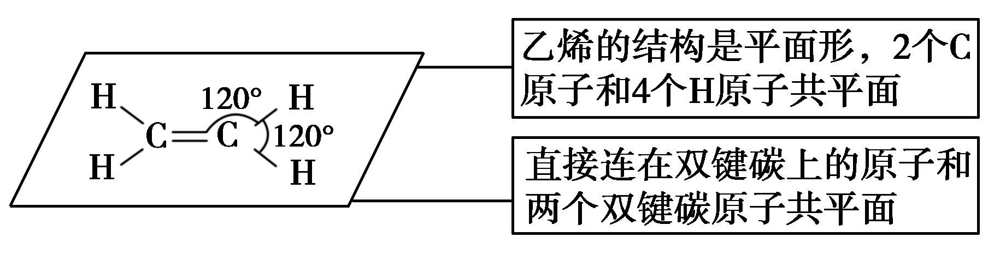 乙烯的结构是平面形，2个C
原子和4个H原子共平面
H 120° H
C C 120°
H H
直接连在双键碳上的原子和
两个双键碳原子共平面